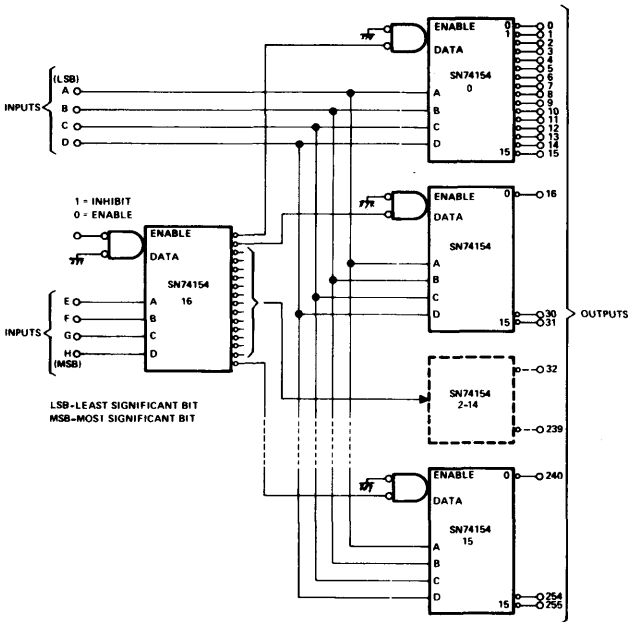 ENABLE
DATA
SN74154
0
A
B
C
D
0
1
15
0
1
2
3
4
5
6
7
8
9
10
11
12
13
14
15
INPUTS
(LSB)
A
B
C
D
1 = INHIBIT
0 = ENABLE
ENABLE
DATA
SN74154
16
A
B
C
D
INPUTS
E
F
G
H
(MSB)
LSB-LEAST SIGNIFICANT BIT
MSB-MOST SIGNIFICANT BIT
ENABLE
DATA
SN74154
A
B
C
D
0
15
16
30
31
OUTPUTS
SN74154
2-14
32
239
ENABLE
DATA
SN74154
15
A
B
C
D
0
15
240
254
255